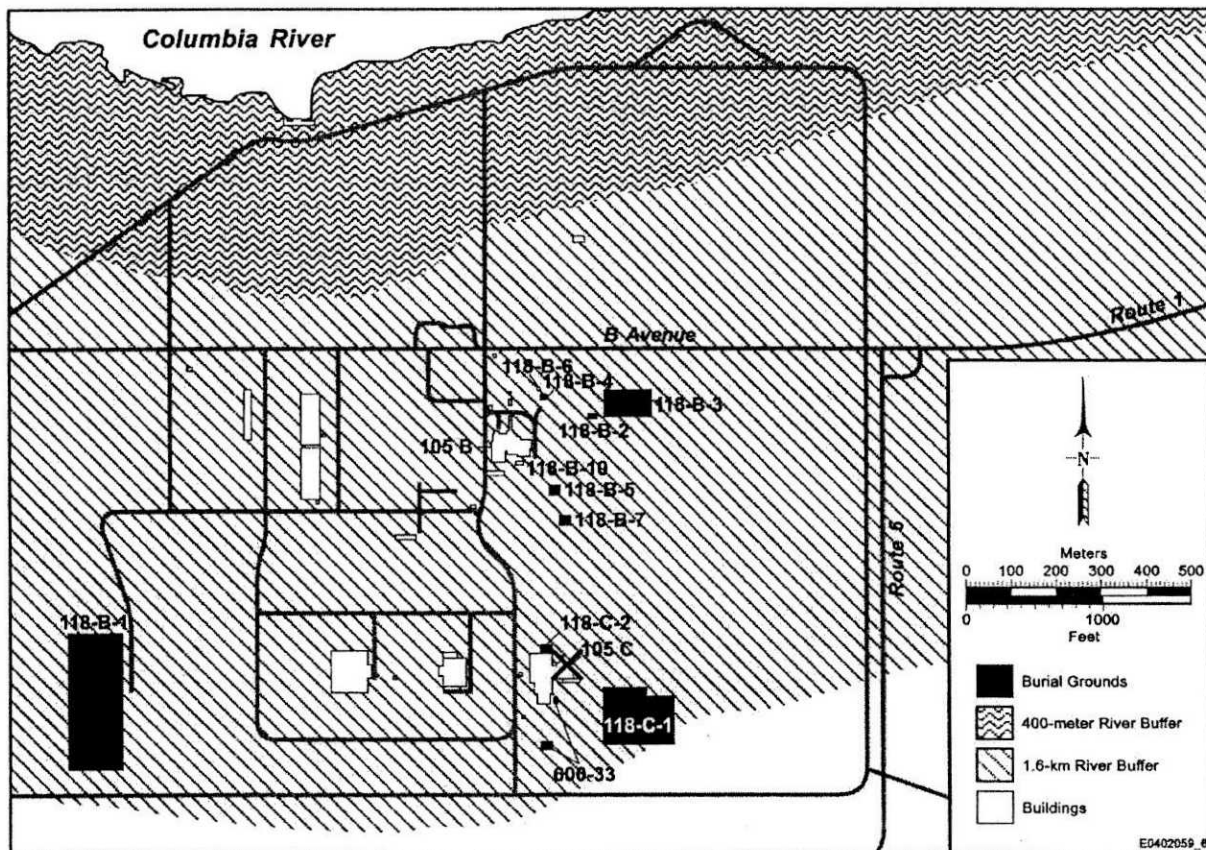 Columbia River
Route 1
B Avenue
118-B-6
118-B-4
118-B-3
118-B-2
105 B
118-B-10
118-B-5
118-B-7
Route 5
118-B-1
118-C-2
105 C
118-C-1
600-33
N
Meters
0 100 200 300 400 500
0 1000
Feet
Burial Grounds
400-meter River Buffer
1.6-km River Buffer
Buildings
E0402059_6